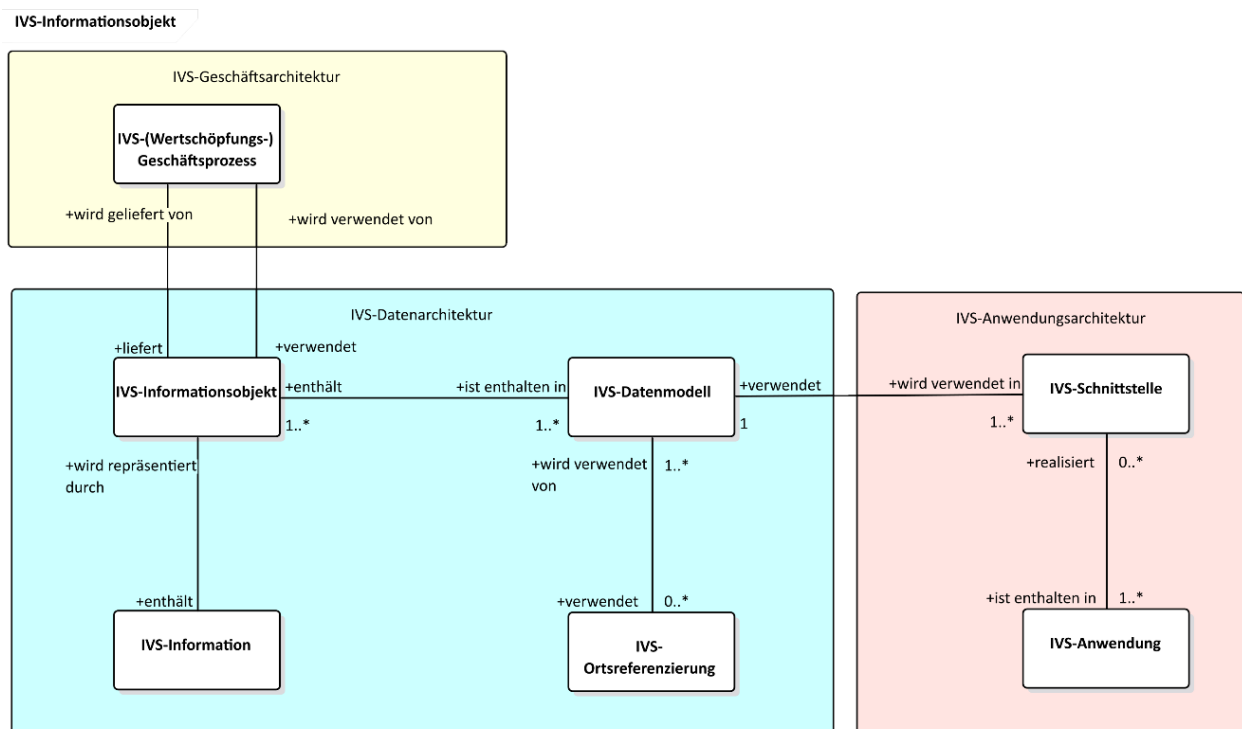 IVS-Informationsobjekt
IVS-Geschäftsarchitektur
IVS-(Wertschöpfungs-)
Geschäftsprozess
+wird geliefert von
+wird verwendet von
IVS-Datenarchitektur
IVS-Anwendungsarchitektur
+liefert
+verwendet
IVS-Informationsobjekt
+enthält
+ist enthalten in
IVS-Datenmodell
+verwendet
+wird verwendet in
IVS-Schnittstelle
1..*
1..*
1
1..*
+wird repräsentiert
durch
+wird verwendet
von
1..*
+realisiert
0..*
+enthält
+verwendet
0..*
+ist enthalten in
1..*
IVS-Information
IVS-
Ortsreferenzierung
IVS-Anwendung